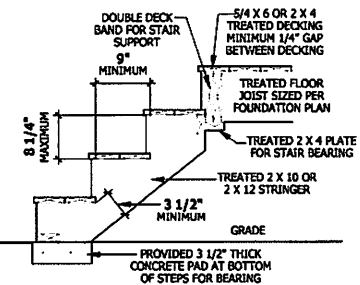 DOUBLE DECK
BAND FOR STAIR
SUPPORT
5/4 X 6 OR 2 X 4
TREATED DECKING
MINIMUM 1/4" GAP
BETWEEN DECKING
9"
MINIMUM
TREATED FLOOR
JOIST SIZED PER
FOUNDATION PLAN
8 1/4"
MAXIMUM
TREATED 2 X 4 PLATE
FOR STAIR BEARING
TREATED 2 X 10 OR
2 X 12 STRINGER
3 1/2"
MINIMUM
GRADE
PROVIDED 3 1/2" THICK
CONCRETE PAD AT BOTTOM
OF STEPS FOR BEARING